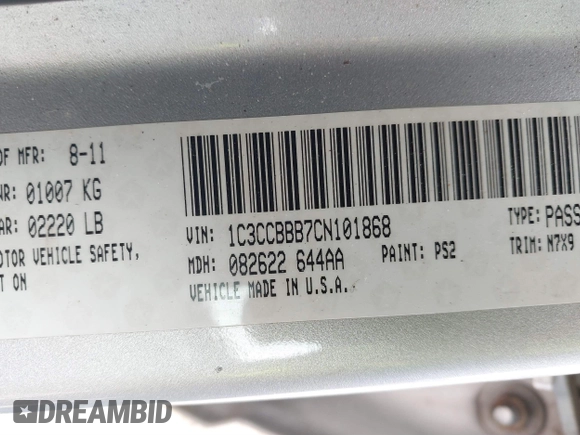 OF MFR: 8-11
WR: 01007 KG
AR: 02220 LB
OTOR VEHICLE SAFETY,
T ON
VIN: 1C3CCBBB7CN101868
TYPE: PASS
MDH: 082622 644AA
PAINT: PS2
TRIM: N7X9
VEHICLE MADE IN U.S.A.
DREAMBID